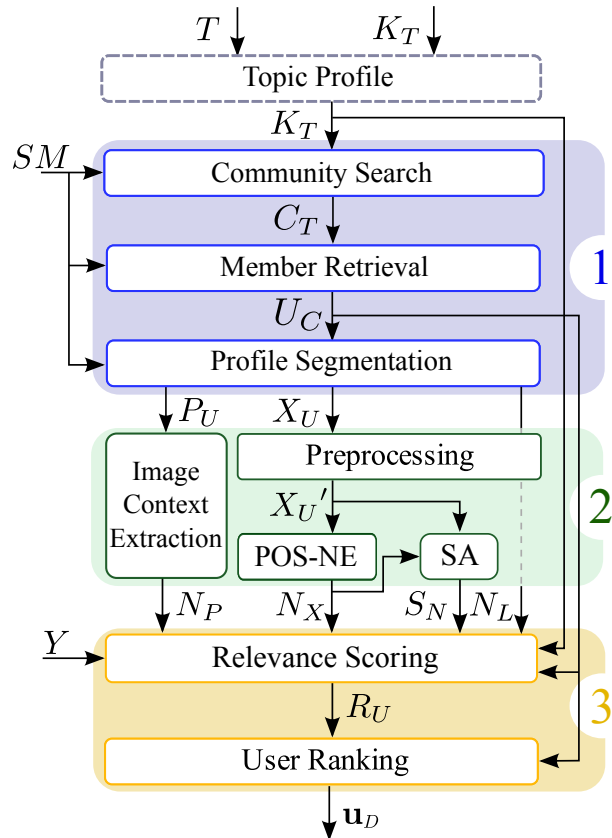 T K_T
Topic Profile
K_T
SM
Community Search
C_T
Member Retrieval
1
U_C
Profile Segmentation
P_U X_U
Image
Context
Extraction
Preprocessing
X_U'
2
POS-NE SA
N_P N_X S_N N_L
Y
Relevance Scoring
R_U
3
User Ranking
u_D